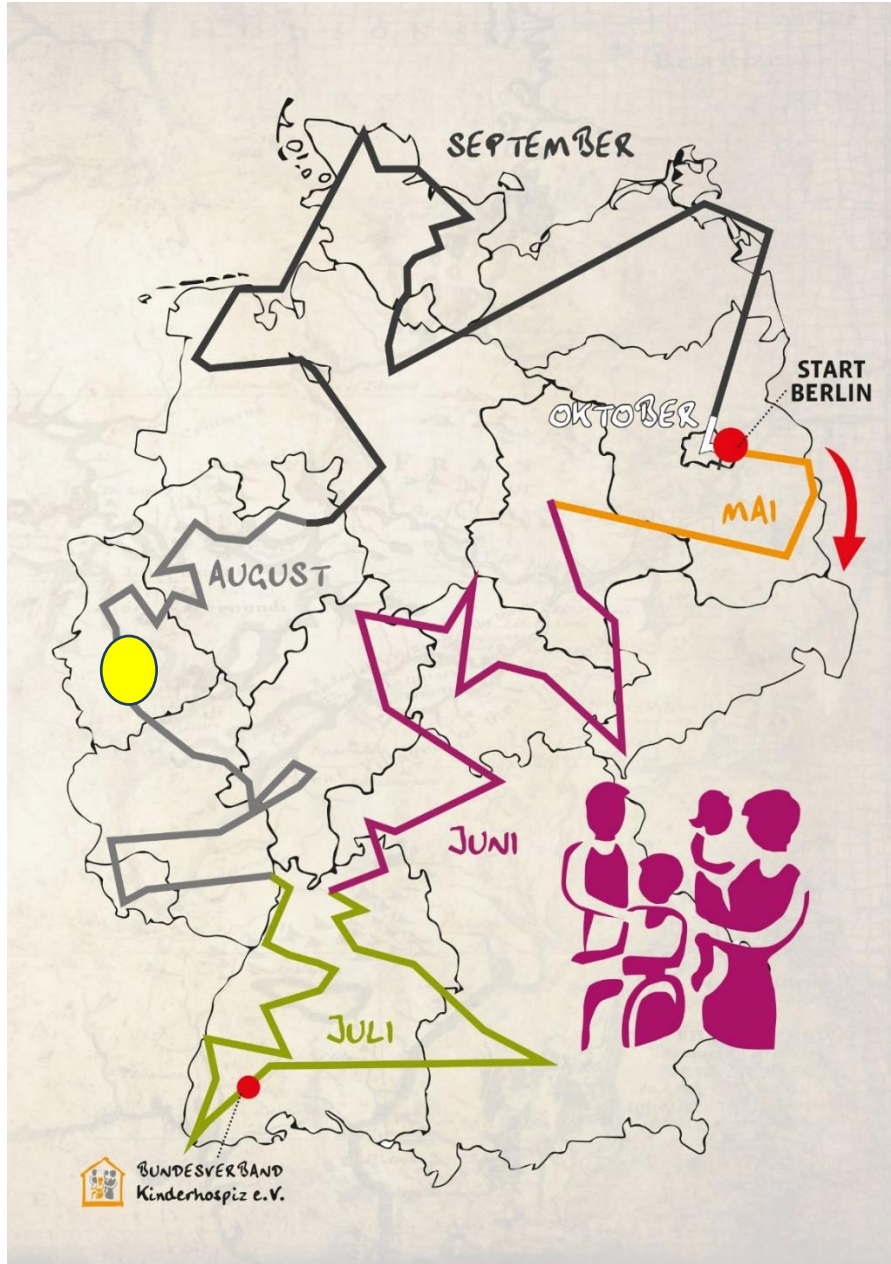 SEPTEMBER
START
BERLIN
OKTOBER
MAI
AUGUST
JUNI
JULI
BUNDESVERBAND
Kinderhospiz e.V.